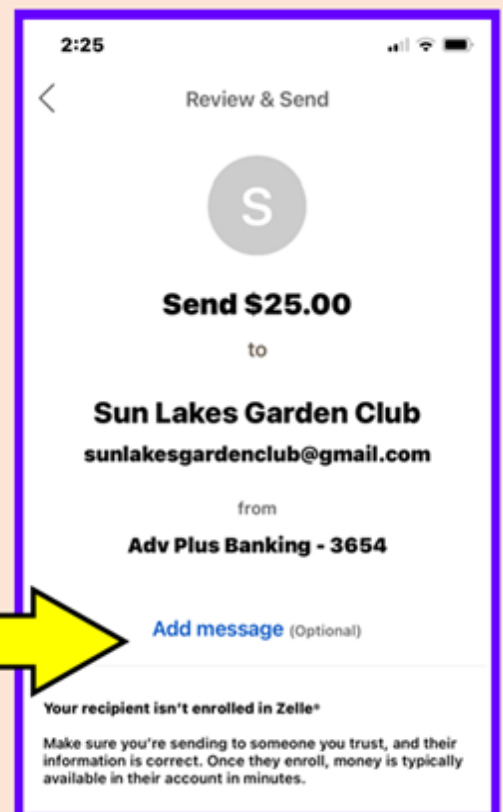 2:25
Review & Send
S
Send $25.00
to
Sun Lakes Garden Club
sunlakesgardenclub@gmail.com
from
Adv Plus Banking - 3654
Add message (Optional)
Your recipient isn't enrolled in Zelle®
Make sure you're sending to someone you trust, and their
information is correct. Once they enroll, money is typically
available in their account in minutes.